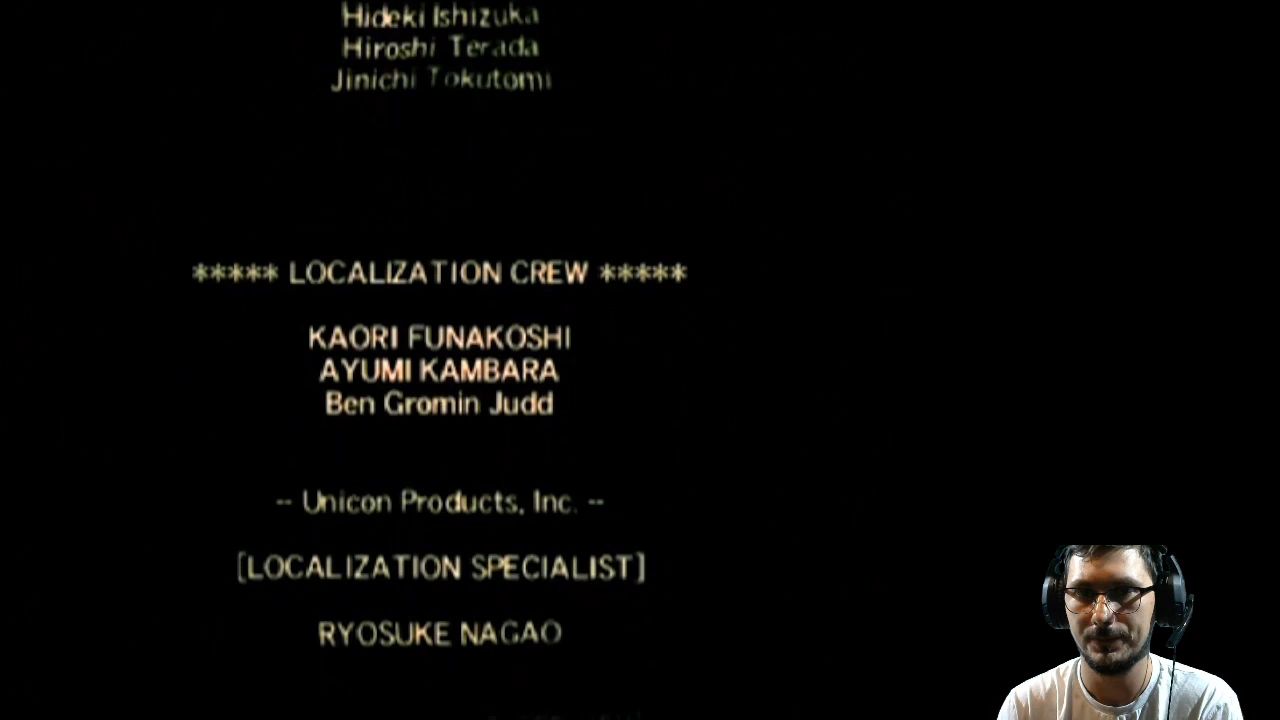 Hideki Ishizuka
Hiroshi Terada
Jinichi Tokutomi
***** LOCALIZATION CREW *****
KAORI FUNAKOSHI
AYUMI KAMBARA
Ben Gromin Judd
-- Unicon Products, Inc. --
[LOCALIZATION SPECIALIST]
RYOSUKE NAGAO